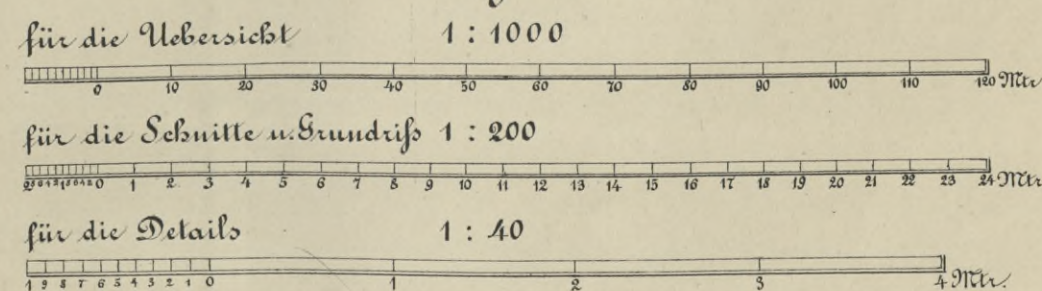 für die Uebersicht 1 : 1000
0 10 20 30 40 50 60 70 80 90 100 110 120 Mtr
für die Schnitte u. Grundriß 1 : 200
0 1 2 3 4 5 6 7 8 9 10 11 12 13 14 15 16 17 18 19 20 21 22 23 24 Mtr
für die Details 1 : 40
1 9 8 7 6 5 4 3 2 1 0 1 2 3 4 Mtr.